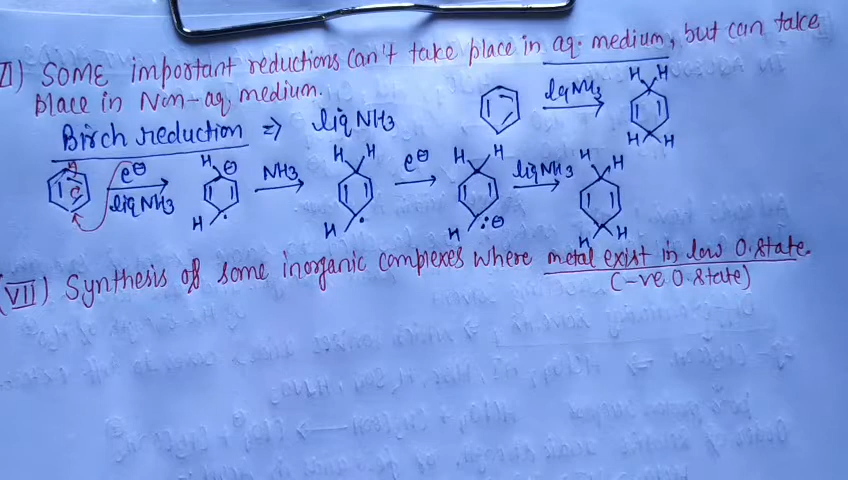 VI) SOME important reductions can't take place in aq. medium, but can take
place in Non-aq. medium.
Birch reduction => liq NH3
liq NH3
H H
H H
e⊖
liq NH3
H ⊖
H
NH3
H H
H
e⊖
H H
H :⊖
liq NH3
H H
H H
(VII) Synthesis of some inorganic complexes where metal exist in low O.state.
(-ve O.state)